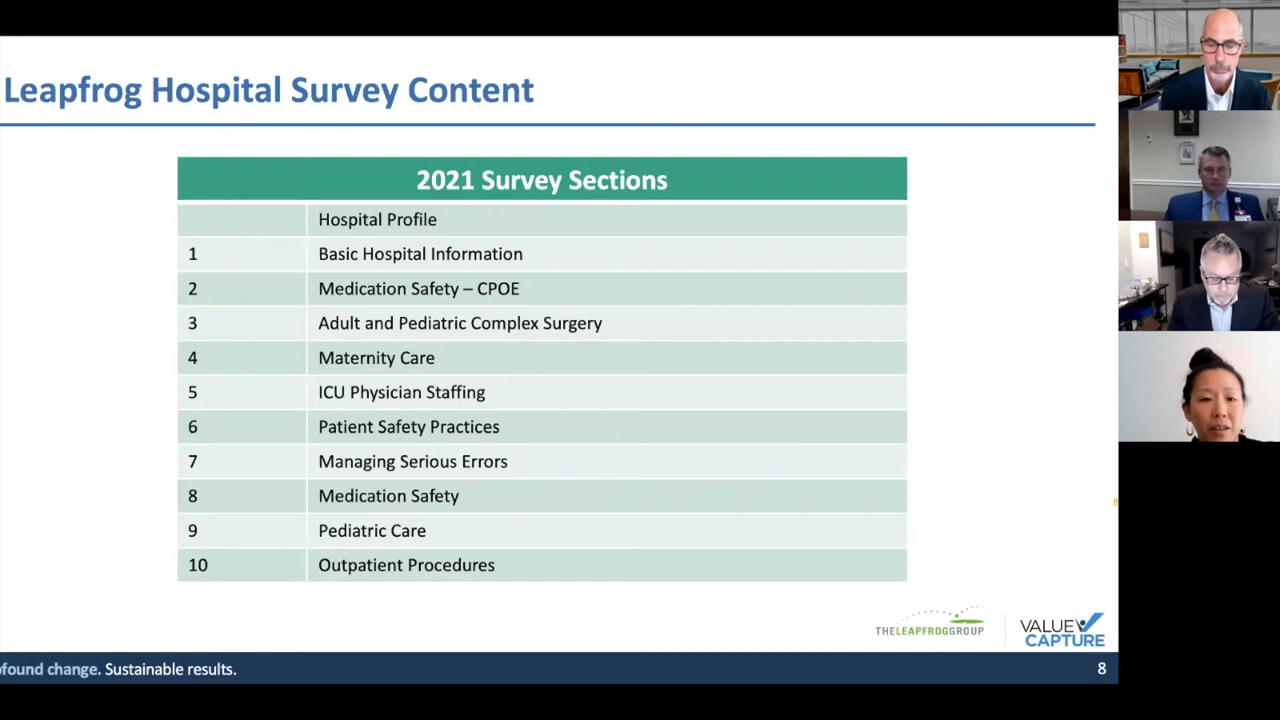 Leapfrog Hospital Survey Content
2021 Survey Sections
Hospital Profile
1 Basic Hospital Information
2 Medication Safety – CPOE
3 Adult and Pediatric Complex Surgery
4 Maternity Care
5 ICU Physician Staffing
6 Patient Safety Practices
7 Managing Serious Errors
8 Medication Safety
9 Pediatric Care
10 Outpatient Procedures
8
THELEAPFROGGROUP
VALUE
CAPTURE
ofound change. Sustainable results.
8